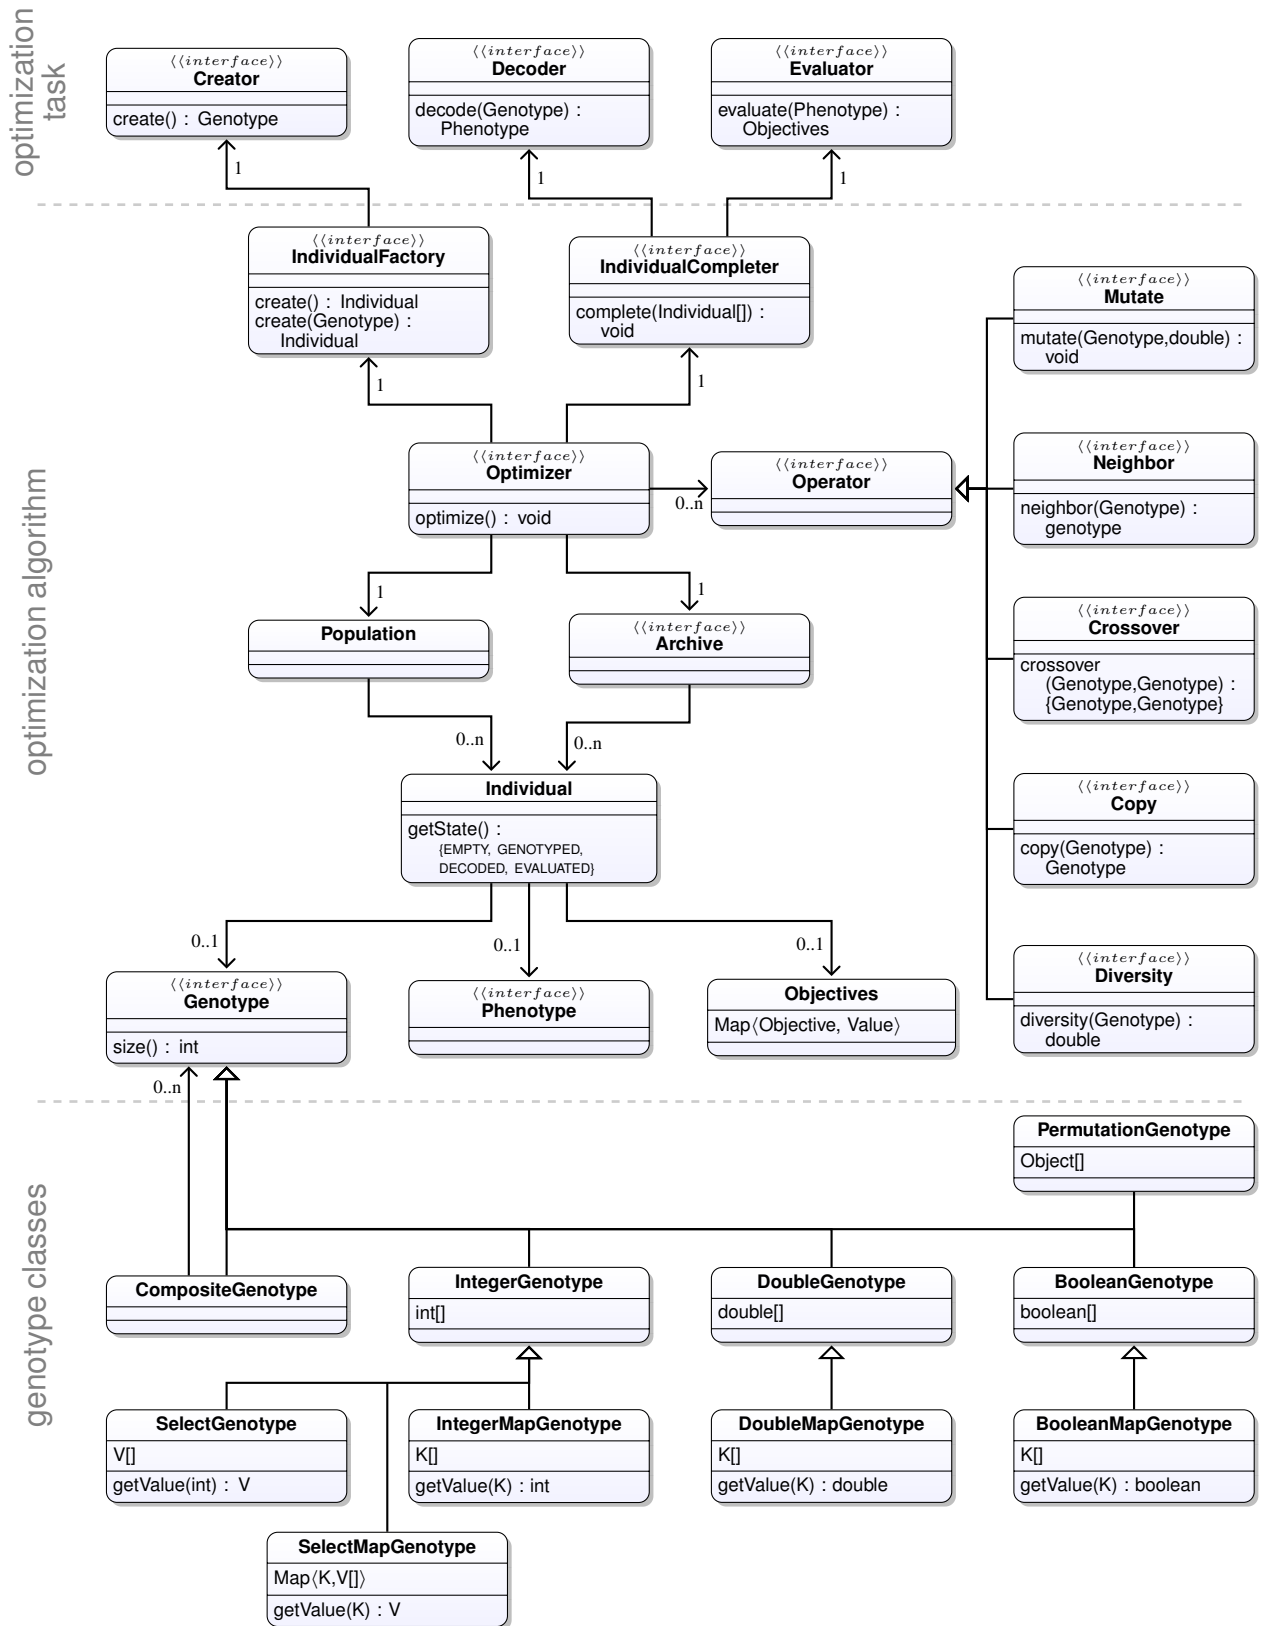 optimization
task
⟨⟨interface⟩⟩
Creator
create() : Genotype
⟨⟨interface⟩⟩
Decoder
decode(Genotype) :
Phenotype
⟨⟨interface⟩⟩
Evaluator
evaluate(Phenotype) :
Objectives
1
1
1
optimization algorithm
⟨⟨interface⟩⟩
IndividualFactory
create() : Individual
create(Genotype) :
Individual
⟨⟨interface⟩⟩
IndividualCompleter
complete(Individual[]) :
void
⟨⟨interface⟩⟩
Mutate
mutate(Genotype,double) :
void
1
1
⟨⟨interface⟩⟩
Optimizer
optimize() : void
0..n
⟨⟨interface⟩⟩
Operator
⟨⟨interface⟩⟩
Neighbor
neighbor(Genotype) :
genotype
1
1
Population
⟨⟨interface⟩⟩
Archive
⟨⟨interface⟩⟩
Crossover
crossover
(Genotype,Genotype) :
{Genotype,Genotype}
0..n
0..n
Individual
getState() :
{EMPTY, GENOTYPED,
DECODED, EVALUATED}
⟨⟨interface⟩⟩
Copy
copy(Genotype) :
Genotype
0..1
0..1
0..1
⟨⟨interface⟩⟩
Genotype
size() : int
⟨⟨interface⟩⟩
Phenotype
Objectives
Map⟨Objective, Value⟩
⟨⟨interface⟩⟩
Diversity
diversity(Genotype) :
double
0..n
genotype classes
PermutationGenotype
Object[]
CompositeGenotype
IntegerGenotype
int[]
DoubleGenotype
double[]
BooleanGenotype
boolean[]
SelectGenotype
V[]
getValue(int) : V
IntegerMapGenotype
K[]
getValue(K) : int
DoubleMapGenotype
K[]
getValue(K) : double
BooleanMapGenotype
K[]
getValue(K) : boolean
SelectMapGenotype
Map⟨K,V[]⟩
getValue(K) : V